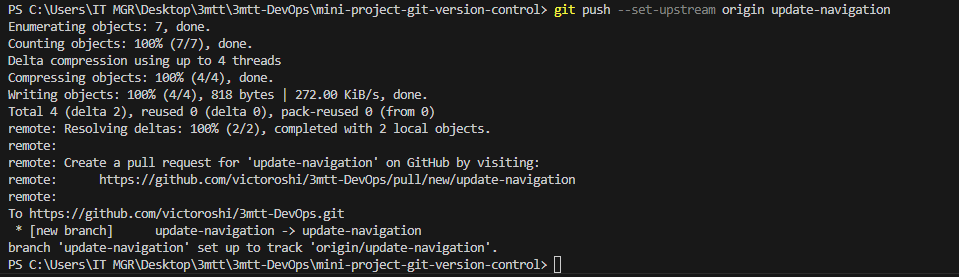 PS C:\Users\IT MGR\Desktop\3mtt\3mtt-DevOps\mini-project-git-version-control> git push --set-upstream origin update-navigation
Enumerating objects: 7, done.
Counting objects: 100% (7/7), done.
Delta compression using up to 4 threads
Compressing objects: 100% (4/4), done.
Writing objects: 100% (4/4), 818 bytes | 272.00 KiB/s, done.
Total 4 (delta 2), reused 0 (delta 0), pack-reused 0 (from 0)
remote: Resolving deltas: 100% (2/2), completed with 2 local objects.
remote:
remote: Create a pull request for 'update-navigation' on GitHub by visiting:
remote:      https://github.com/victoroshi/3mtt-DevOps/pull/new/update-navigation
remote:
To https://github.com/victoroshi/3mtt-DevOps.git
 * [new branch]      update-navigation -> update-navigation
branch 'update-navigation' set up to track 'origin/update-navigation'.
PS C:\Users\IT MGR\Desktop\3mtt\3mtt-DevOps\mini-project-git-version-control>